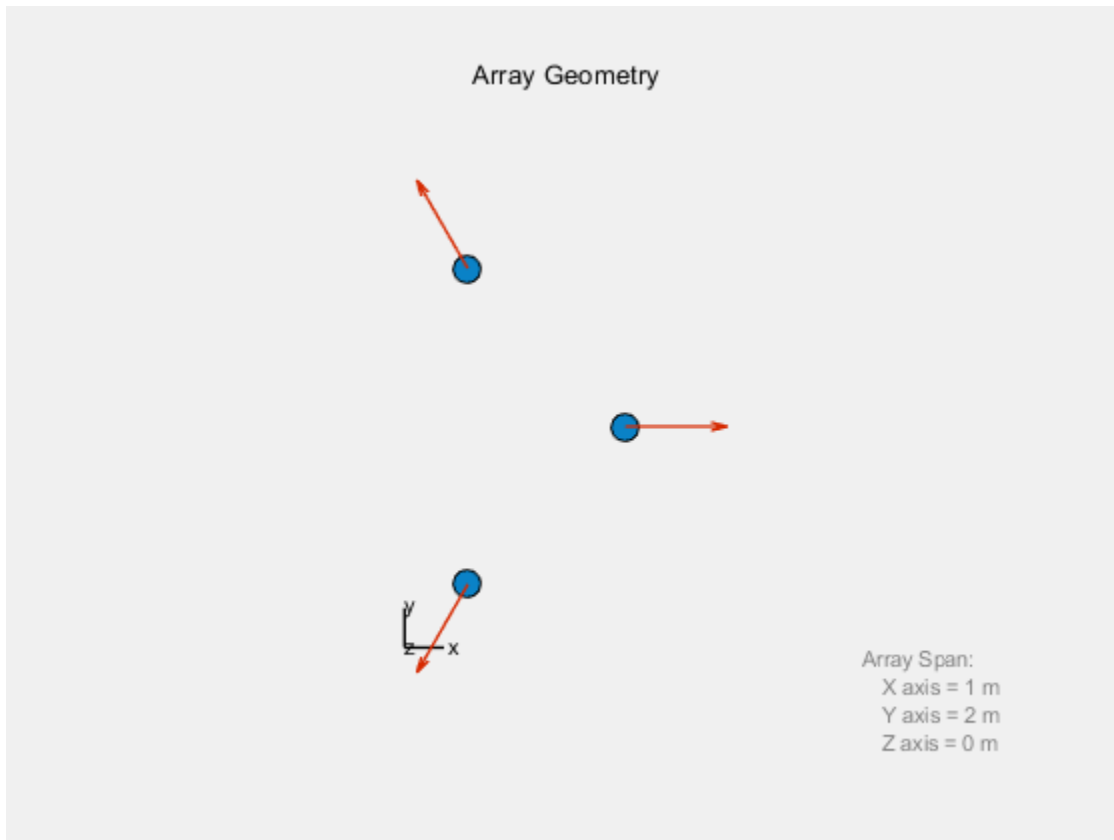 Array Geometry
y
z
x
Array Span:
X axis = 1 m
Y axis = 2 m
Z axis = 0 m